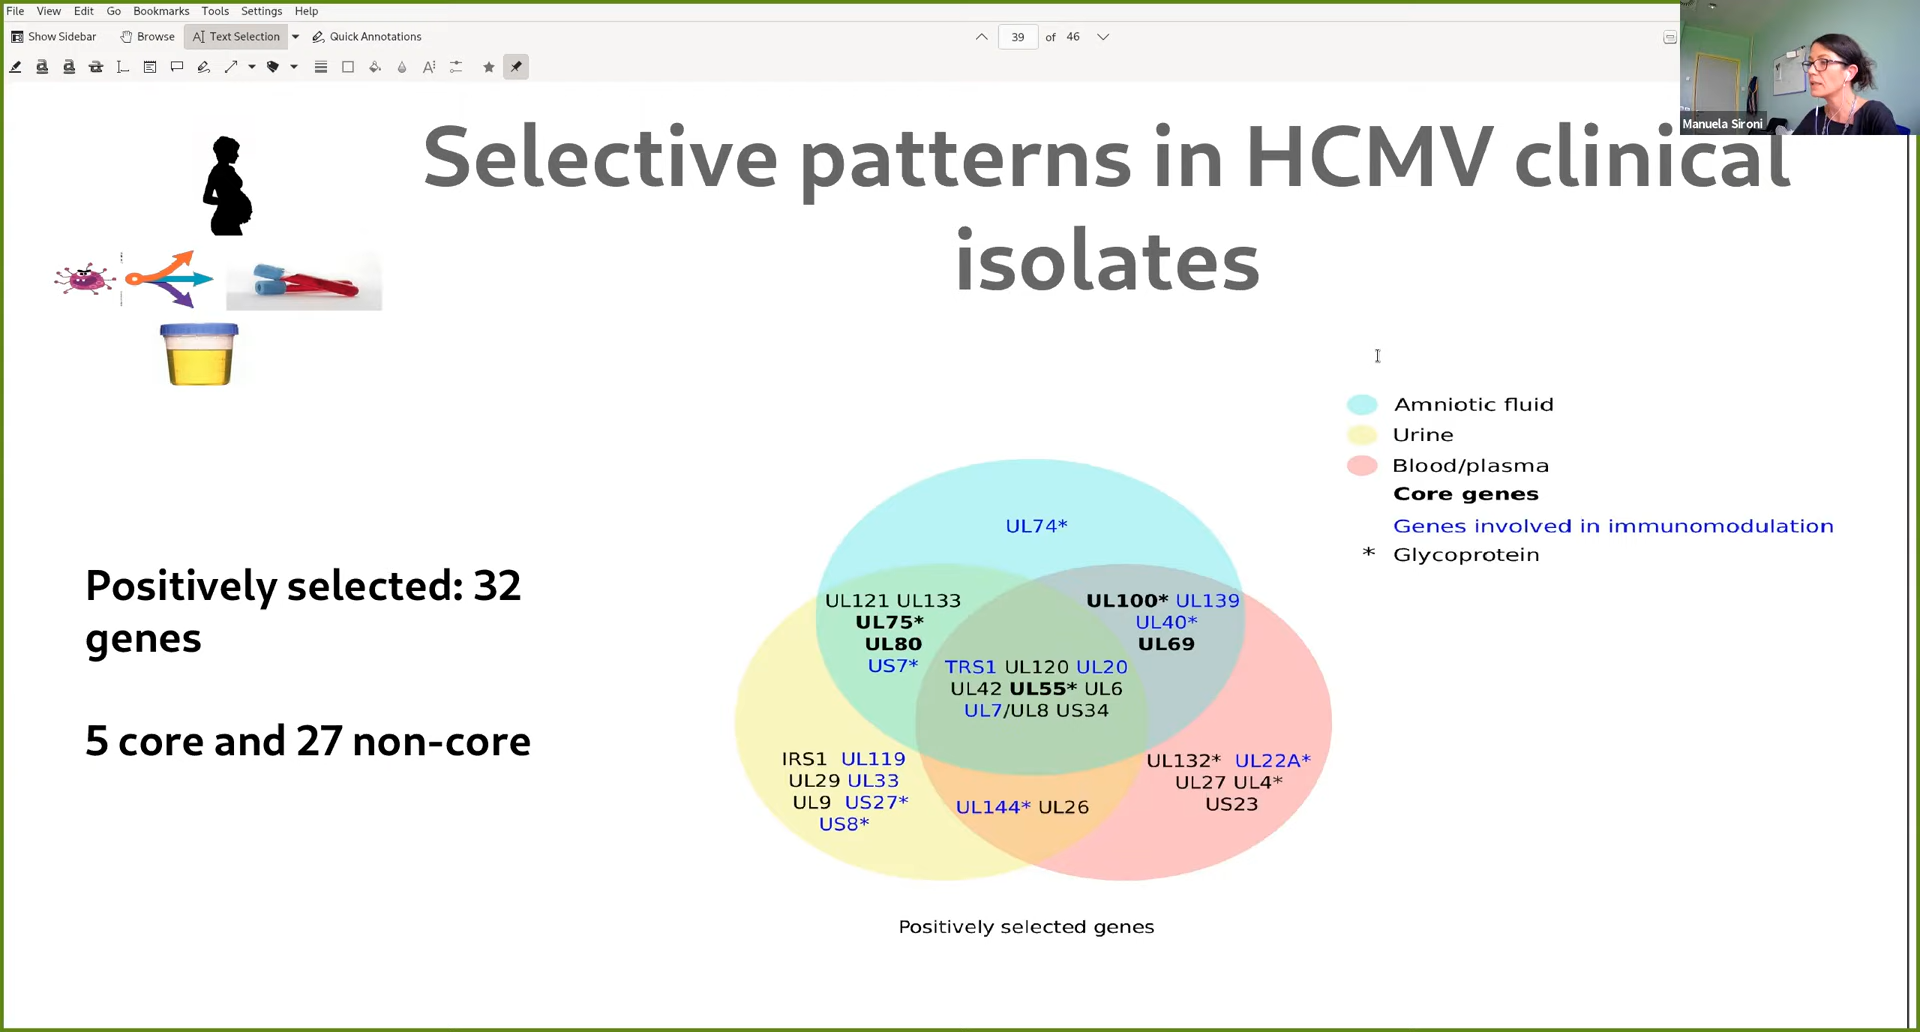 File View Edit Go Bookmarks Tools Settings Help
Show Sidebar Browse Text Selection Quick Annotations 39 of 46
Manuela Sironi
Selective patterns in HCMV clinical
isolates
Amniotic fluid
Urine
Blood/plasma
Core genes
Genes involved in immunomodulation
* Glycoprotein
Positively selected: 32
genes
5 core and 27 non-core
UL74*
UL121 UL133
UL75*
UL80
US7*
UL100* UL139
UL40*
UL69
TRS1 UL120 UL20
UL42 UL55* UL6
UL7/UL8 US34
IRS1 UL119
UL29 UL33
UL9 US27*
US8*
UL144* UL26
UL132* UL22A*
UL27 UL4*
US23
Positively selected genes